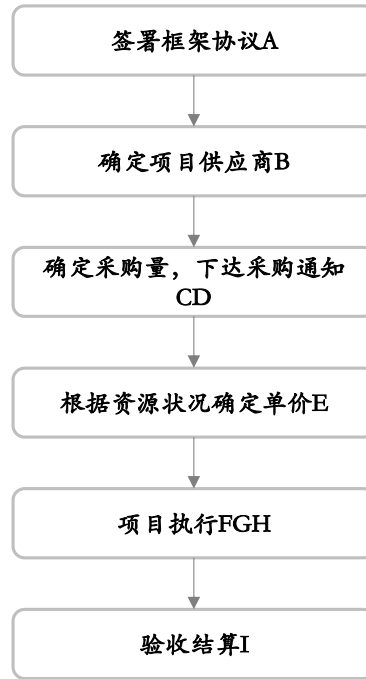 签署框架协议A
确定项目供应商B
确定采购量，下达采购通知
CD
根据资源状况确定单价E
项目执行FGH
验收结算I